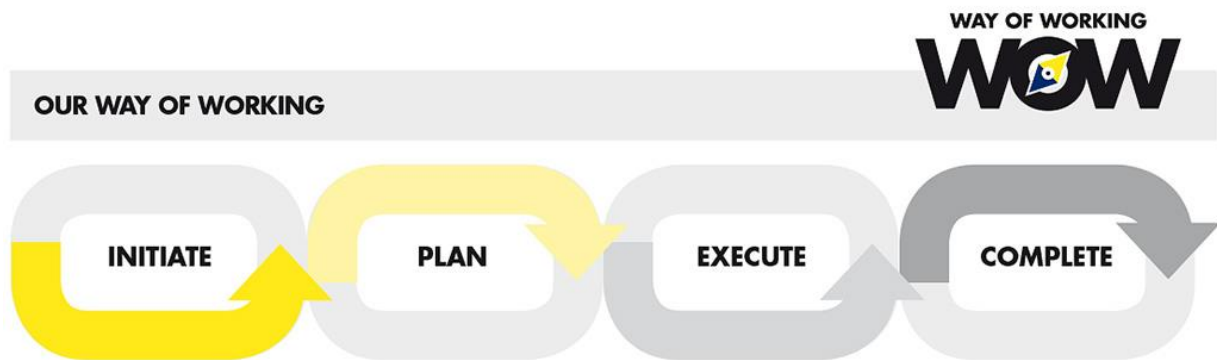 WAY OF WORKING
WOW
OUR WAY OF WORKING
INITIATE
PLAN
EXECUTE
COMPLETE